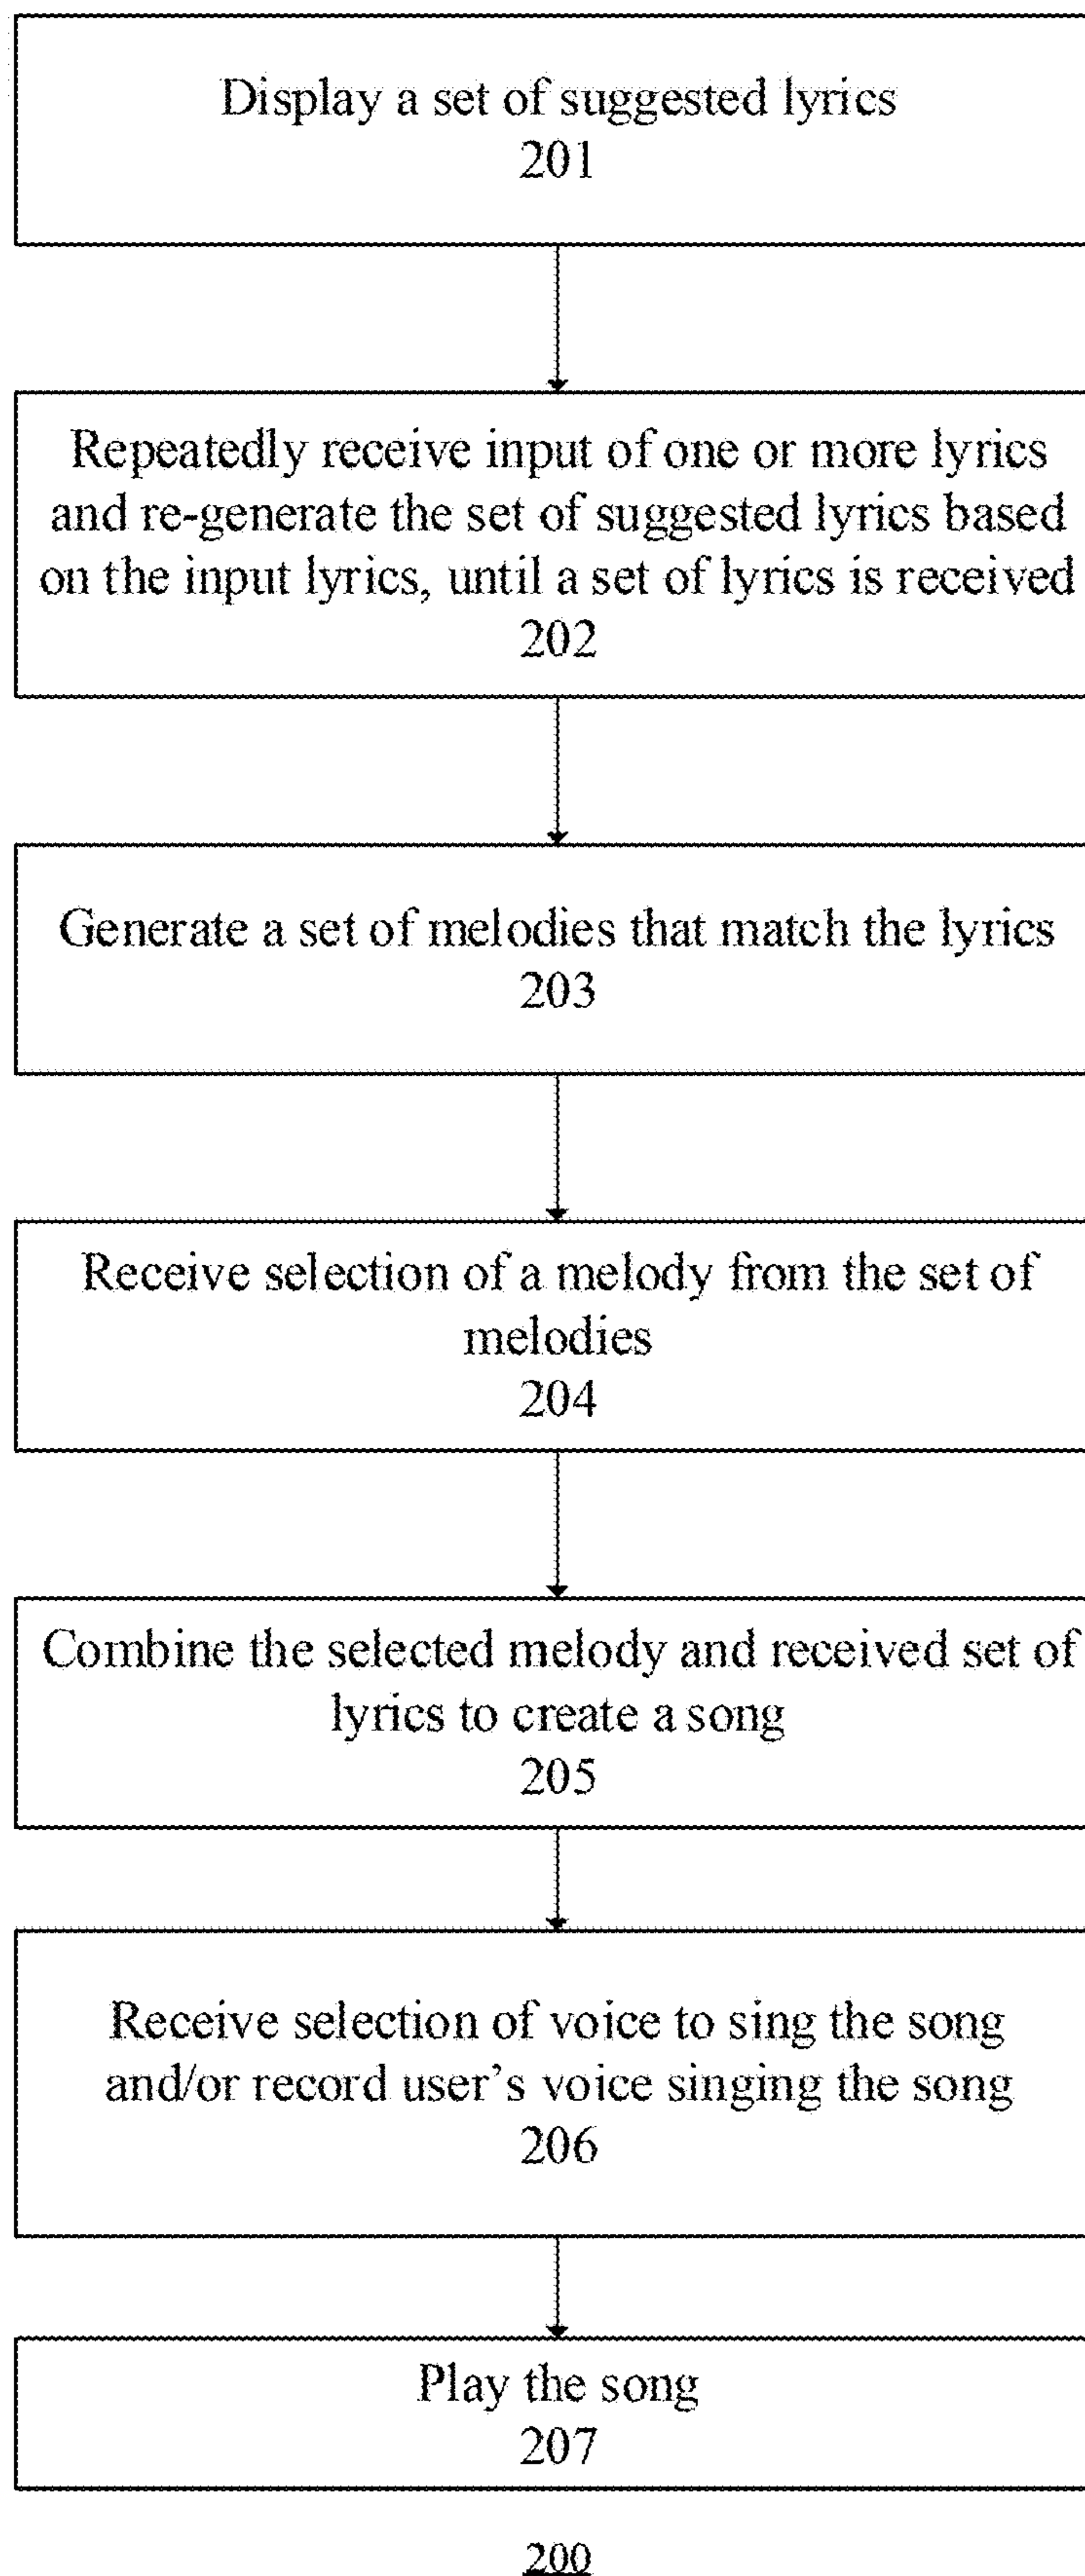 Display a set of suggested lyrics
201
Repeatedly receive input of one or more lyrics
and re-generate the set of suggested lyrics based
on the input lyrics, until a set of lyrics is received
202
Generate a set of melodies that match the lyrics
203
Receive selection of a melody from the set of
melodies
204
Combine the selected melody and received set of
lyrics to create a song
205
Receive selection of voice to sing the song
and/or record user’s voice singing the song
206
Play the song
207
200